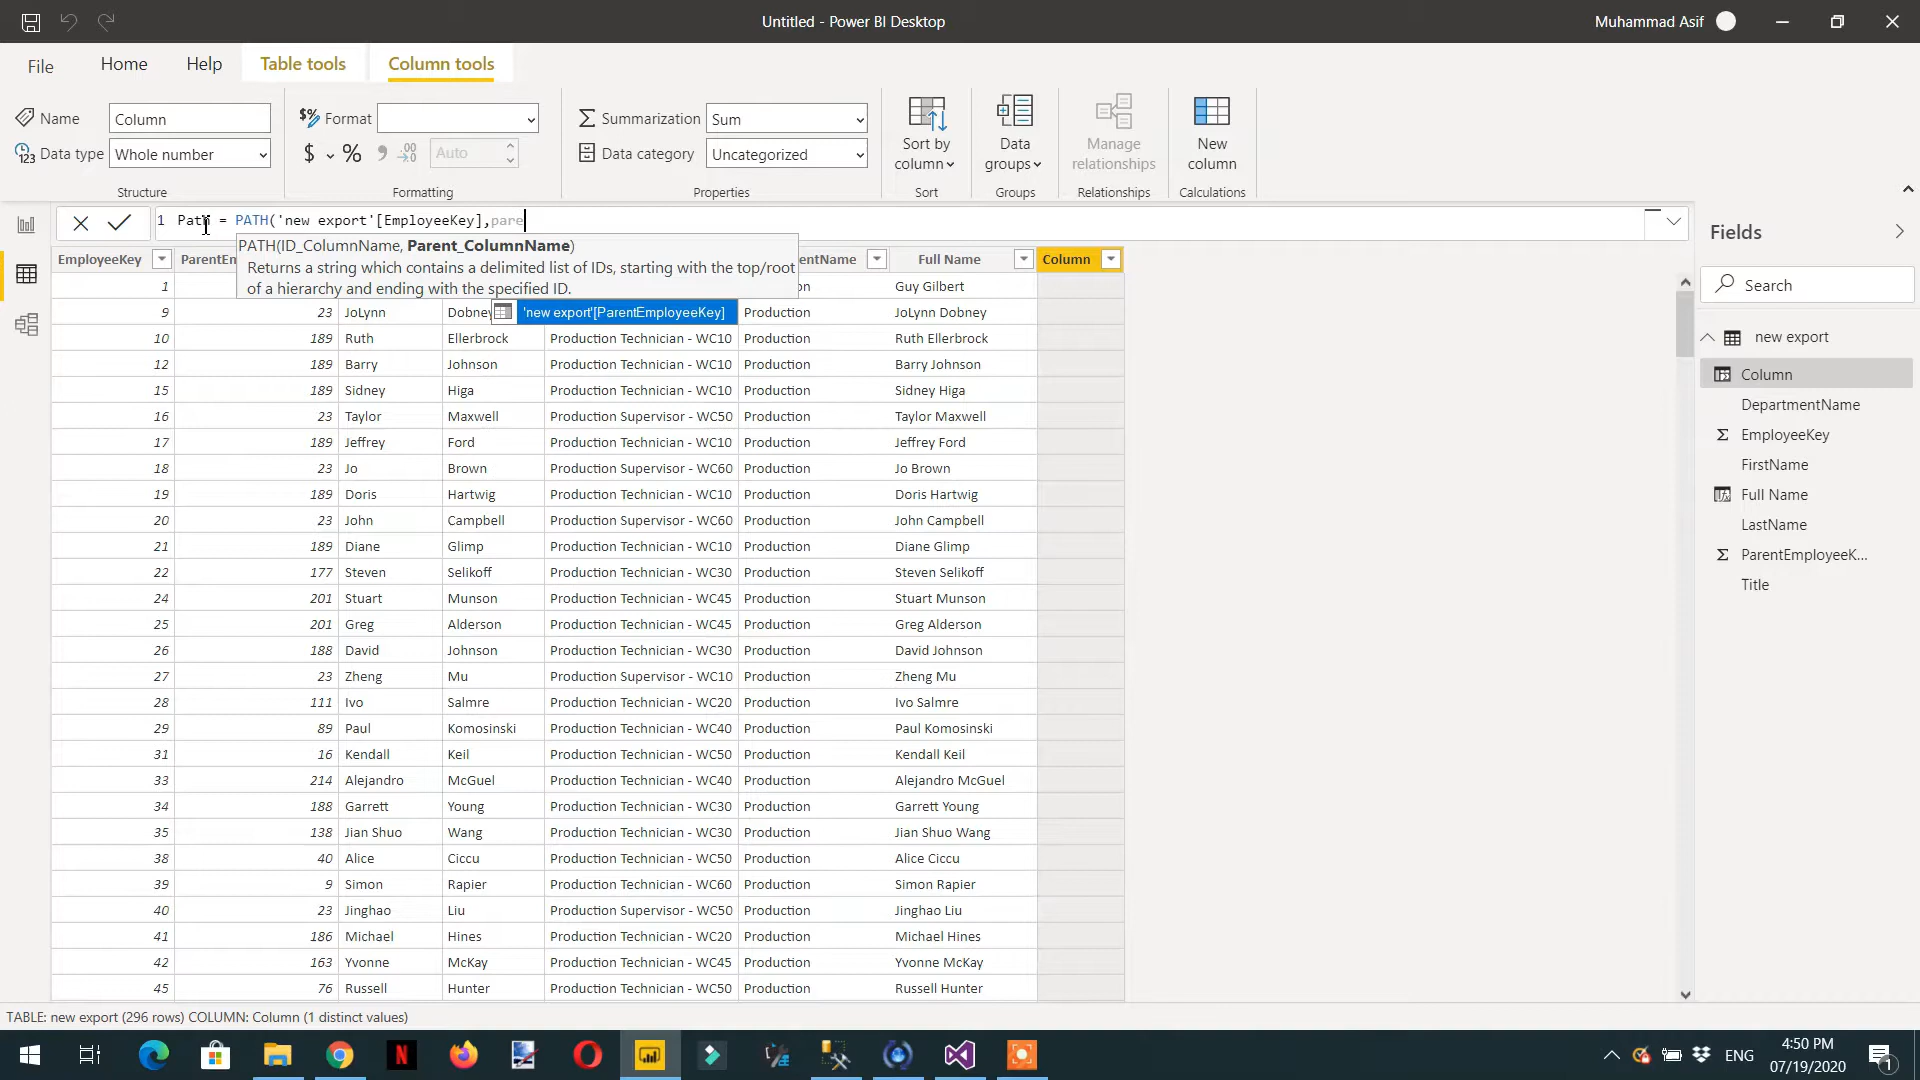 Untitled - Power BI Desktop
Muhammad Asif
File
Home
Help
Table tools
Column tools
Name
Column
Data type
Whole number
Structure
Format
$
%
Auto
Formatting
Summarization
Sum
Data category
Uncategorized
Properties
Sort by
column
Sort
Data
groups
Groups
Manage
relationships
Relationships
New
column
Calculations
1 Path = PATH('new export'[EmployeeKey],pare
PATH(ID_ColumnName, Parent_ColumnName)
Returns a string which contains a delimited list of IDs, starting with the top/root
of a hierarchy and ending with the specified ID.
'new export'[ParentEmployeeKey]
EmployeeKey Full Name Column
1 Guy Gilbert
9 23 JoLynn Dobney Production JoLynn Dobney
10 189 Ruth Ellerbrock Production Technician - WC10 Production Ruth Ellerbrock
12 189 Barry Johnson Production Technician - WC10 Production Barry Johnson
15 189 Sidney Higa Production Technician - WC10 Production Sidney Higa
16 23 Taylor Maxwell Production Supervisor - WC50 Production Taylor Maxwell
17 189 Jeffrey Ford Production Technician - WC10 Production Jeffrey Ford
18 23 Jo Brown Production Supervisor - WC60 Production Jo Brown
19 189 Doris Hartwig Production Technician - WC10 Production Doris Hartwig
20 23 John Campbell Production Supervisor - WC60 Production John Campbell
21 189 Diane Glimp Production Technician - WC10 Production Diane Glimp
22 177 Steven Selikoff Production Technician - WC30 Production Steven Selikoff
24 201 Stuart Munson Production Technician - WC45 Production Stuart Munson
25 201 Greg Alderson Production Technician - WC45 Production Greg Alderson
26 188 David Johnson Production Technician - WC30 Production David Johnson
27 23 Zheng Mu Production Supervisor - WC10 Production Zheng Mu
28 111 Ivo Salmre Production Technician - WC20 Production Ivo Salmre
29 89 Paul Komosinski Production Technician - WC40 Production Paul Komosinski
31 16 Kendall Keil Production Technician - WC50 Production Kendall Keil
33 214 Alejandro McGuel Production Technician - WC40 Production Alejandro McGuel
34 188 Garrett Young Production Technician - WC30 Production Garrett Young
35 138 Jian Shuo Wang Production Technician - WC30 Production Jian Shuo Wang
38 40 Alice Ciccu Production Technician - WC50 Production Alice Ciccu
39 9 Simon Rapier Production Technician - WC60 Production Simon Rapier
40 23 Jinghao Liu Production Supervisor - WC50 Production Jinghao Liu
41 186 Michael Hines Production Technician - WC20 Production Michael Hines
42 163 Yvonne McKay Production Technician - WC45 Production Yvonne McKay
45 76 Russell Hunter Production Technician - WC50 Production Russell Hunter
Fields
Search
new export
Column
DepartmentName
EmployeeKey
FirstName
Full Name
LastName
ParentEmployeeK...
Title
TABLE: new export (296 rows) COLUMN: Column (1 distinct values)
ENG
4:50 PM
07/19/2020
1